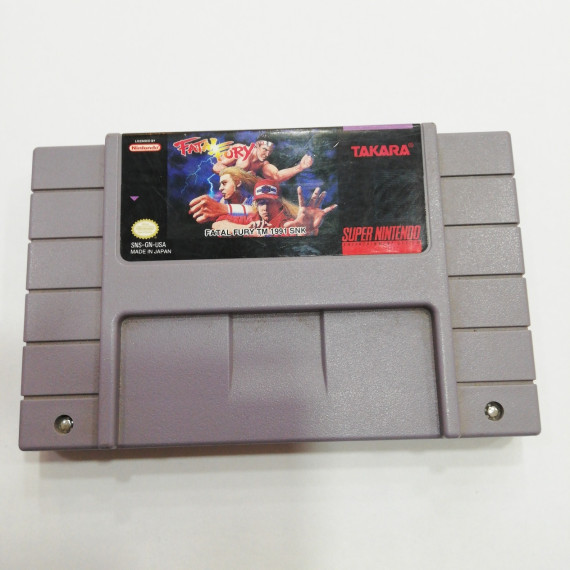 LICENSED BY
Nintendo
FATAL FURY
TAKARA
FATAL FURY TM 1991 SNK
SNS-GN-USA
MADE IN JAPAN
SUPER NINTENDO